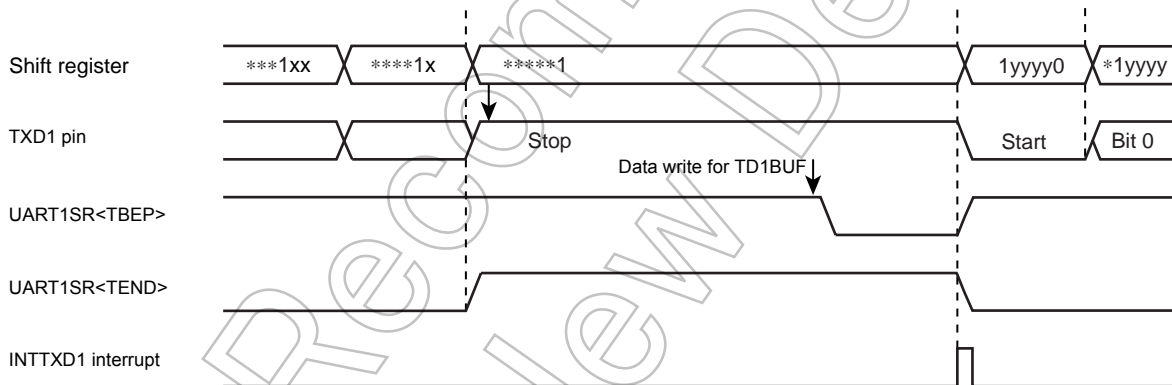 Shift register ***1xx ****1x *****1 1yyyy0 *1yyyy
TXD1 pin Stop Start Bit 0
Data write for TD1BUF
UART1SR<TBEP>
UART1SR<TEND>
INTTXD1 interrupt